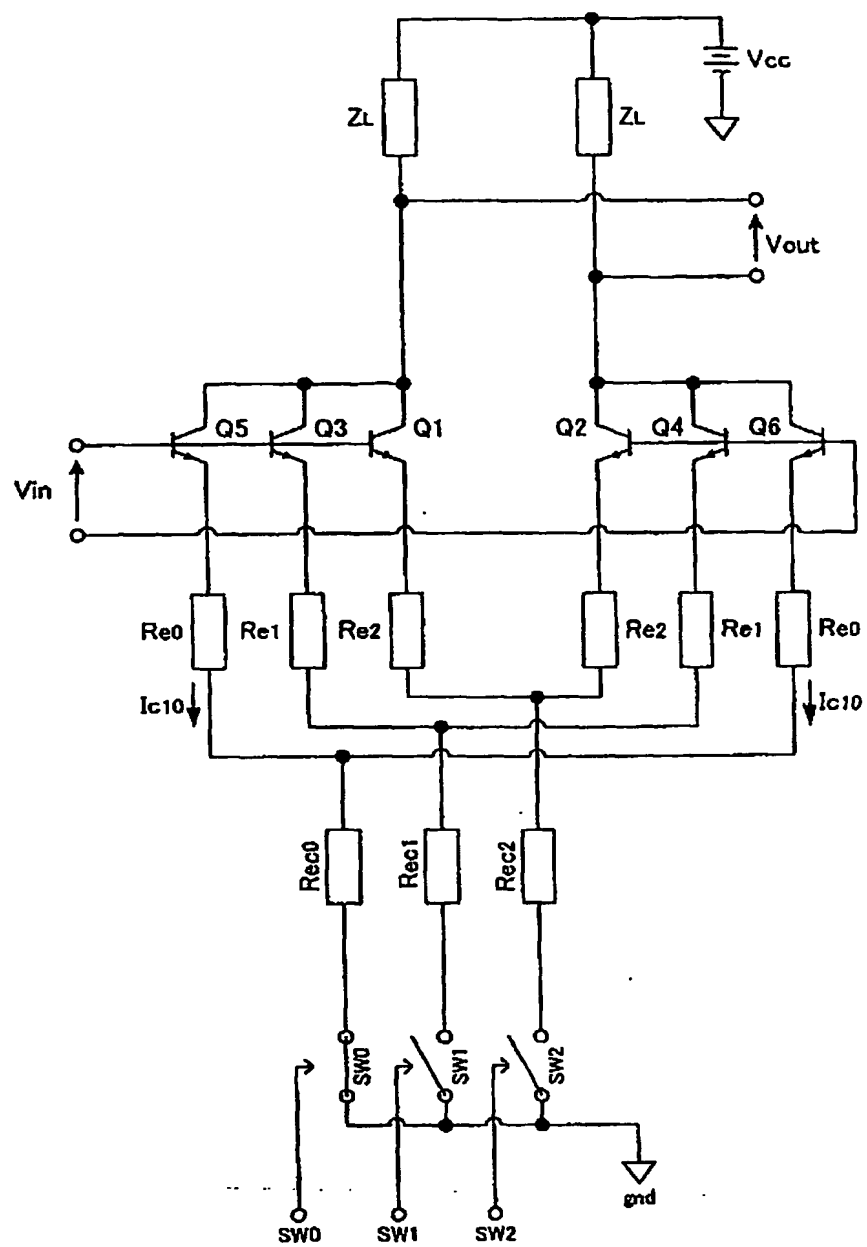 Vcc
ZL ZL
Vout
Q5 Q3 Q1 Q2 Q4 Q6
Vin
Re0 Re1 Re2 Re2 Re1 Re0
Ic10 Ic10
Rec0 Rec1 Rec2
SW0 SW1 SW2
gnd
SW0 SW1 SW2